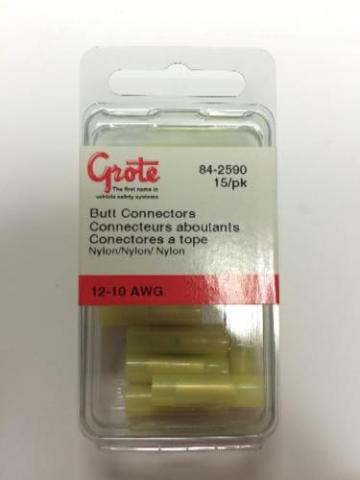 Grote
The first name in
vehicle safety systems
84-2590
15/pk
Butt Connectors
Connecteurs aboutants
Conectores a tope
Nylon/Nylon/ Nylon
12-10 AWG.